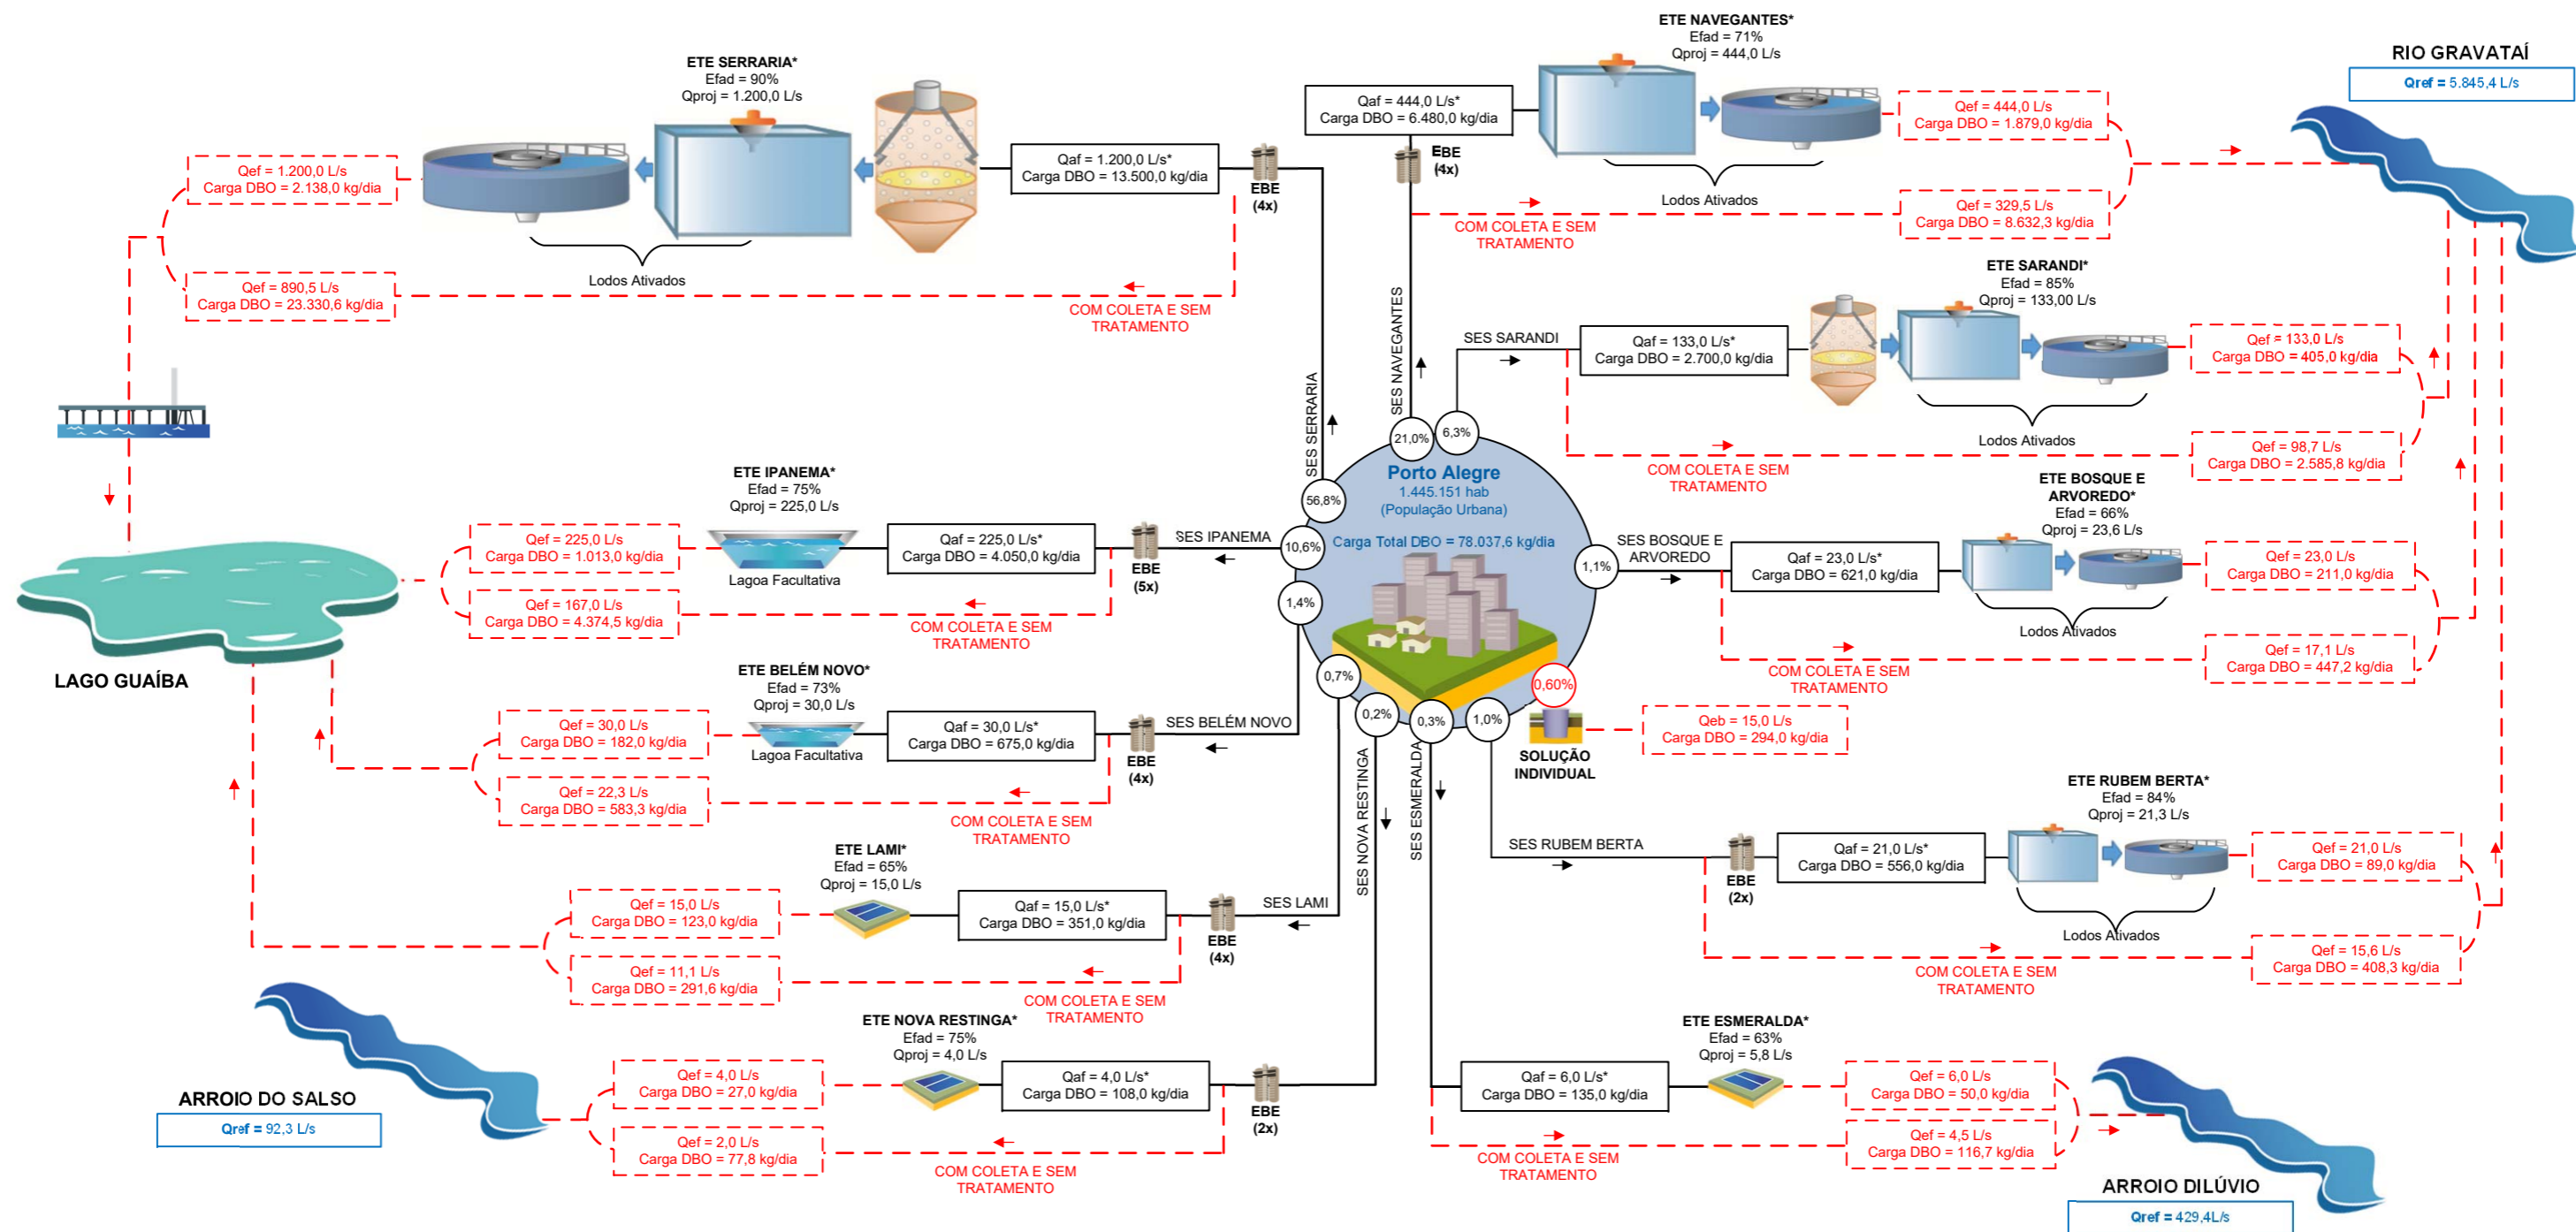 ETE SERRARIA*
Efad = 90%
Qproj = 1.200,0 L/s
Qef = 1.200,0 L/s
Carga DBO = 2.138,0 kg/dia
Qaf = 1.200,0 L/s*
Carga DBO = 13.500,0 kg/dia
EBE
(4x)
Lodos Ativados
Qef = 890,5 L/s
Carga DBO = 23.330,6 kg/dia
COM COLETA E SEM
TRATAMENTO
SES SERRARIA
56,8%
ETE NAVEGANTES*
Efad = 71%
Qproj = 444,0 L/s
Qaf = 444,0 L/s*
Carga DBO = 6.480,0 kg/dia
EBE
(4x)
Lodos Ativados
Qef = 444,0 L/s
Carga DBO = 1.879,0 kg/dia
Qef = 329,5 L/s
Carga DBO = 8.632,3 kg/dia
COM COLETA E SEM
TRATAMENTO
SES NAVEGANTES
21,0%
RIO GRAVATAÍ
Qref = 5.845,4 L/s
ETE SARANDI*
Efad = 85%
Qproj = 133,00 L/s
SES SARANDI
6,3%
Qaf = 133,0 L/s*
Carga DBO = 2.700,0 kg/dia
Lodos Ativados
Qef = 133,0 L/s
Carga DBO = 405,0 kg/dia
Qef = 98,7 L/s
Carga DBO = 2.585,8 kg/dia
COM COLETA E SEM
TRATAMENTO
Porto Alegre
1.445.151 hab
(População Urbana)
Carga Total DBO = 78.037,6 kg/dia
ETE IPANEMA*
Efad = 75%
Qproj = 225,0 L/s
Qef = 225,0 L/s
Carga DBO = 1.013,0 kg/dia
Lagoa Facultativa
Qaf = 225,0 L/s*
Carga DBO = 4.050,0 kg/dia
EBE
(5x)
SES IPANEMA
10,6%
Qef = 167,0 L/s
Carga DBO = 4.374,5 kg/dia
COM COLETA E SEM
TRATAMENTO
LAGO GUAÍBA
ETE BOSQUE E
ARVOREDO*
Efad = 66%
Qproj = 23,6 L/s
1,1%
SES BOSQUE E
ARVOREDO
Qaf = 23,0 L/s*
Carga DBO = 621,0 kg/dia
Lodos Ativados
Qef = 23,0 L/s
Carga DBO = 211,0 kg/dia
Qef = 17,1 L/s
Carga DBO = 447,2 kg/dia
COM COLETA E SEM
TRATAMENTO
ETE BELÉM NOVO*
Efad = 73%
Qproj = 30,0 L/s
Qef = 30,0 L/s
Carga DBO = 182,0 kg/dia
Lagoa Facultativa
Qaf = 30,0 L/s*
Carga DBO = 675,0 kg/dia
EBE
(4x)
SES BELÉM NOVO
1,4%
Qef = 22,3 L/s
Carga DBO = 583,3 kg/dia
COM COLETA E SEM
TRATAMENTO
0,60%
SOLUÇÃO
INDIVIDUAL
Qeb = 15,0 L/s
Carga DBO = 294,0 kg/dia
ETE LAMI*
Efad = 65%
Qproj = 15,0 L/s
Qef = 15,0 L/s
Carga DBO = 123,0 kg/dia
Qaf = 15,0 L/s*
Carga DBO = 351,0 kg/dia
EBE
(4x)
SES LAMI
0,7%
Qef = 11,1 L/s
Carga DBO = 291,6 kg/dia
COM COLETA E SEM
TRATAMENTO
ETE RUBEM BERTA*
Efad = 84%
Qproj = 21,3 L/s
1,0%
SES RUBEM BERTA
EBE
(2x)
Qaf = 21,0 L/s*
Carga DBO = 556,0 kg/dia
Lodos Ativados
Qef = 21,0 L/s
Carga DBO = 89,0 kg/dia
Qef = 15,6 L/s
Carga DBO = 408,3 kg/dia
COM COLETA E SEM
TRATAMENTO
ETE NOVA RESTINGA*
Efad = 75%
Qproj = 4,0 L/s
Qef = 4,0 L/s
Carga DBO = 27,0 kg/dia
Qaf = 4,0 L/s*
Carga DBO = 108,0 kg/dia
EBE
(2x)
SES NOVA RESTINGA
0,2%
Qef = 2,0 L/s
Carga DBO = 77,8 kg/dia
COM COLETA E SEM
TRATAMENTO
ARROIO DO SALSO
Qref = 92,3 L/s
ETE ESMERALDA*
Efad = 63%
Qproj = 5,8 L/s
0,3%
SES ESMERALDA
Qaf = 6,0 L/s*
Carga DBO = 135,0 kg/dia
Qef = 6,0 L/s
Carga DBO = 50,0 kg/dia
Qef = 4,5 L/s
Carga DBO = 116,7 kg/dia
COM COLETA E SEM
TRATAMENTO
ARROIO DILÚVIO
Qref = 429,4L/s